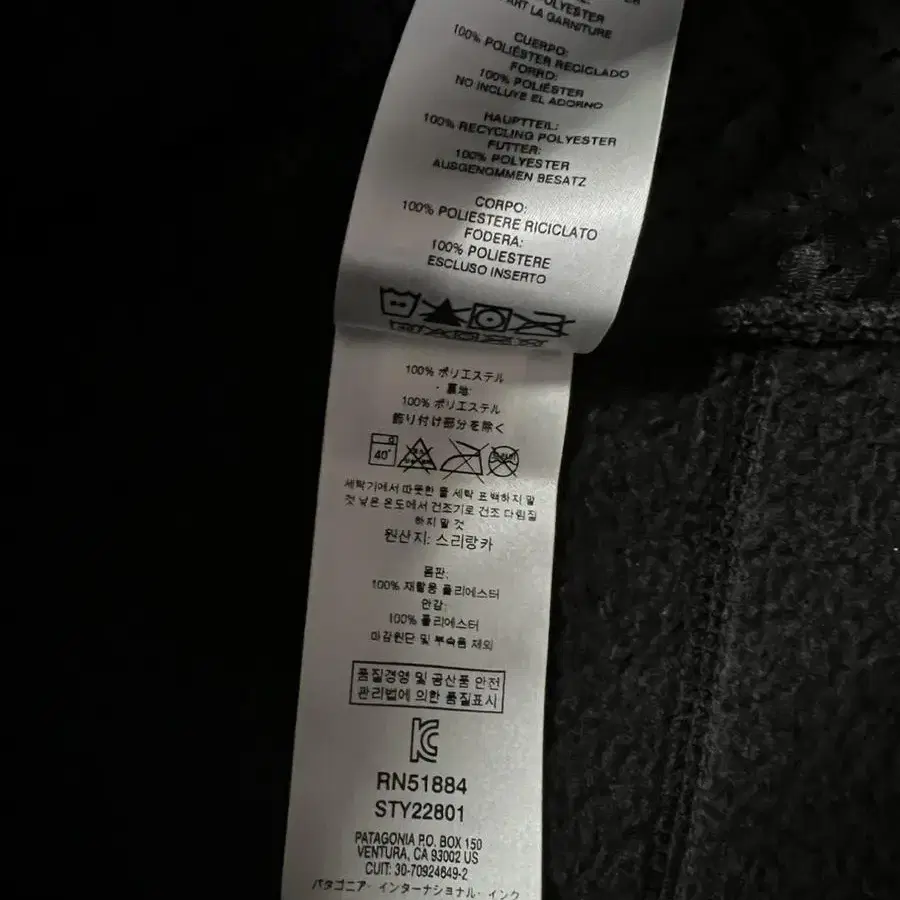 POLYESTER
PART LA GARNITURE
CUERPO:
100% POLIÉSTER RECICLADO
FORRO:
100% POLIÉSTER
NO INCLUYE EL ADORNO
HAUPTTEIL:
100% RECYCLING POLYESTER
FUTTER:
100% POLYESTER
AUSGENOMMEN BESATZ
CORPO:
100% POLIESTERE RICICLATO
FODERA:
100% POLIESTERE
ESCLUSO INSERTO
100% ポリエステル
裏地:
100% ポリエステル
飾り付け部分を除く
40°
세탁기에서 따뜻한 물 세탁 표백하지 말
것 낮은 온도에서 건조기로 건조 다림질
하지 말 것
원산지: 스리랑카
몸판:
100% 재활용 폴리에스터
안감:
100% 폴리에스터
마감원단 및 부속품 제외
품질경영 및 공산품 안전
관리법에 의한 품질표시
RN51884
STY22801
PATAGONIA P.O. BOX 150
VENTURA, CA 93002 US
CUIT: 30-70924649-2
パタゴニア・インターナショナル・インク